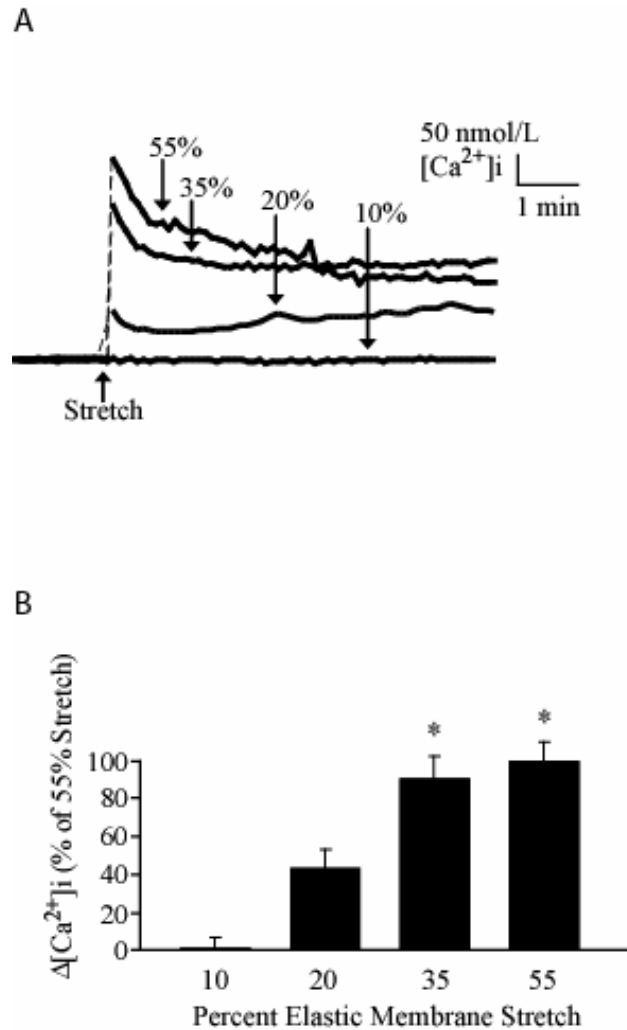 A
50 nmol/L
[Ca²⁺]i
1 min
55%
35%
20%
10%
Stretch
B
Δ[Ca²⁺]i (% of 55% Stretch)
100
80
60
40
20
0
*
*
10 20 35 55
Percent Elastic Membrane Stretch